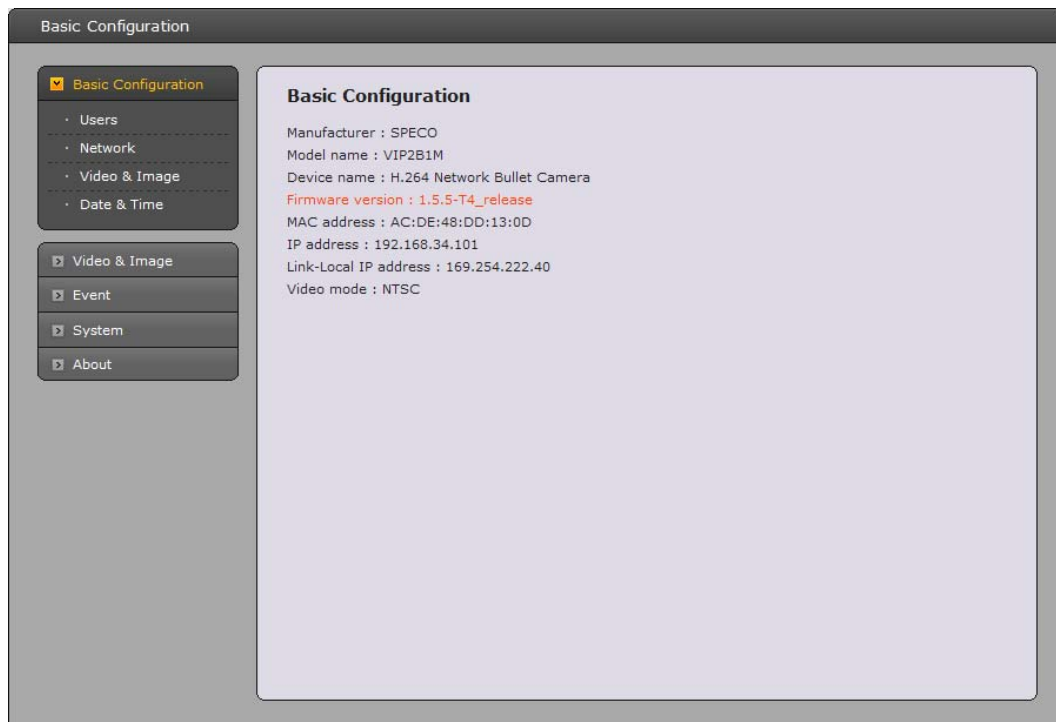 Basic Configuration
Basic Configuration
· Users
· Network
· Video & Image
· Date & Time
Video & Image
Event
System
About
Basic Configuration
Manufacturer : SPECO
Model name : VIP2B1M
Device name : H.264 Network Bullet Camera
Firmware version : 1.5.5-T4_release
MAC address : AC:DE:48:DD:13:0D
IP address : 192.168.34.101
Link-Local IP address : 169.254.222.40
Video mode : NTSC